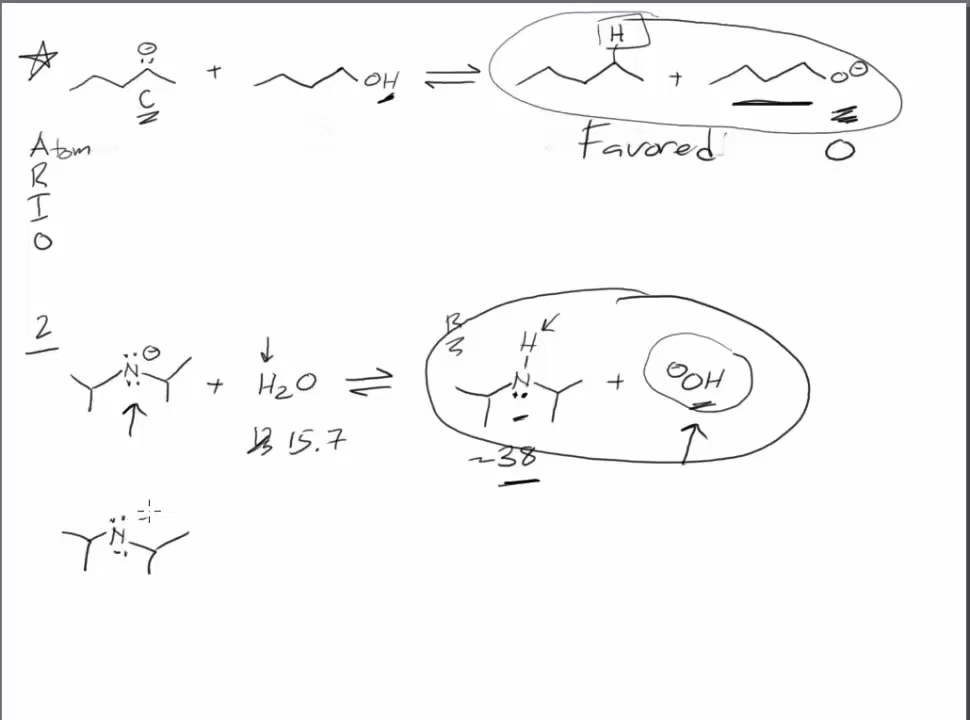 ⊖ H
+ OH ⇌ + O⊖
C
Favored O
Atom
R
I
O
2
N⊖ + H2O ⇌ H N + ⊖OH
15.7
~38
N